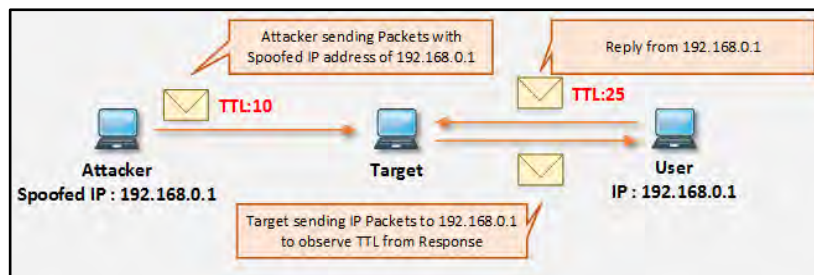 Attacker sending Packets with
Spoofed IP address of 192.168.0.1
Reply from 192.168.0.1
TTL:10
TTL:25
Attacker
Spoofed IP : 192.168.0.1
Target
User
IP : 192.168.0.1
Target sending IP Packets to 192.168.0.1
to observe TTL from Response